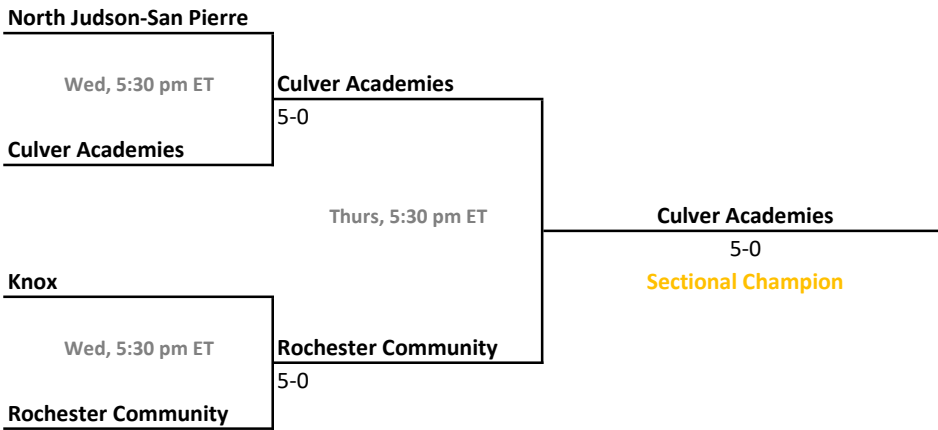 North Judson-San Pierre
Wed, 5:30 pm ET
Culver Academies
5-0
Culver Academies
Thurs, 5:30 pm ET
Culver Academies
5-0
Sectional Champion
Knox
Wed, 5:30 pm ET
Rochester Community
5-0
Rochester Community